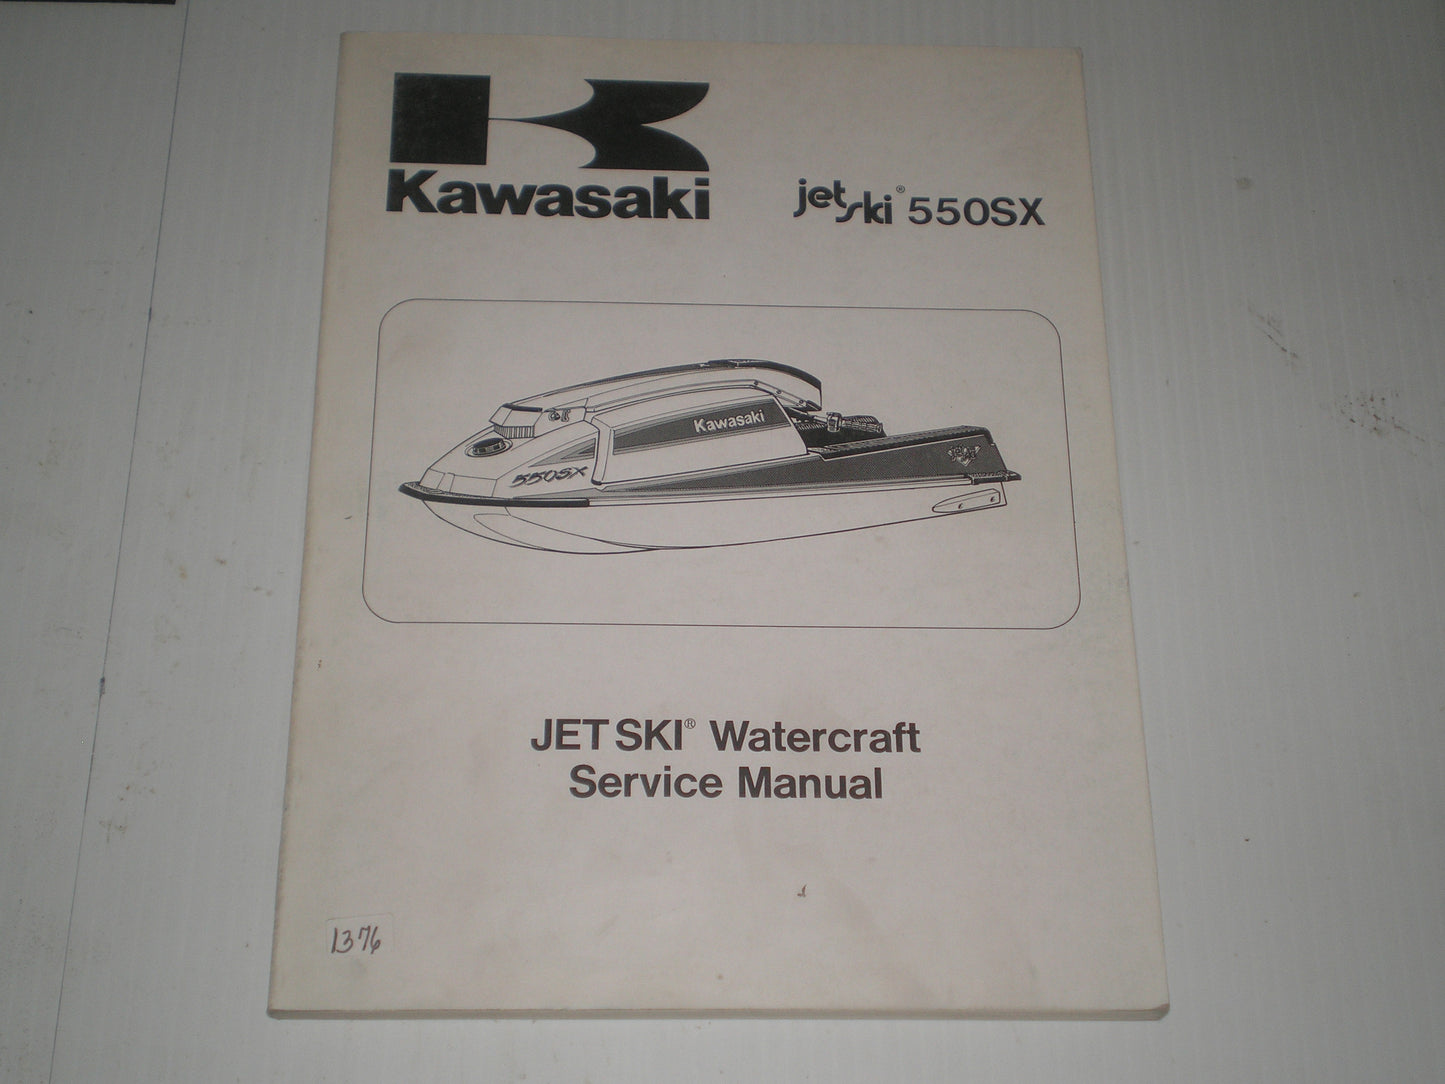 Kawasaki
jet ski® 550SX
Kawasaki
550SX
JET SKI® Watercraft
Service Manual
1376